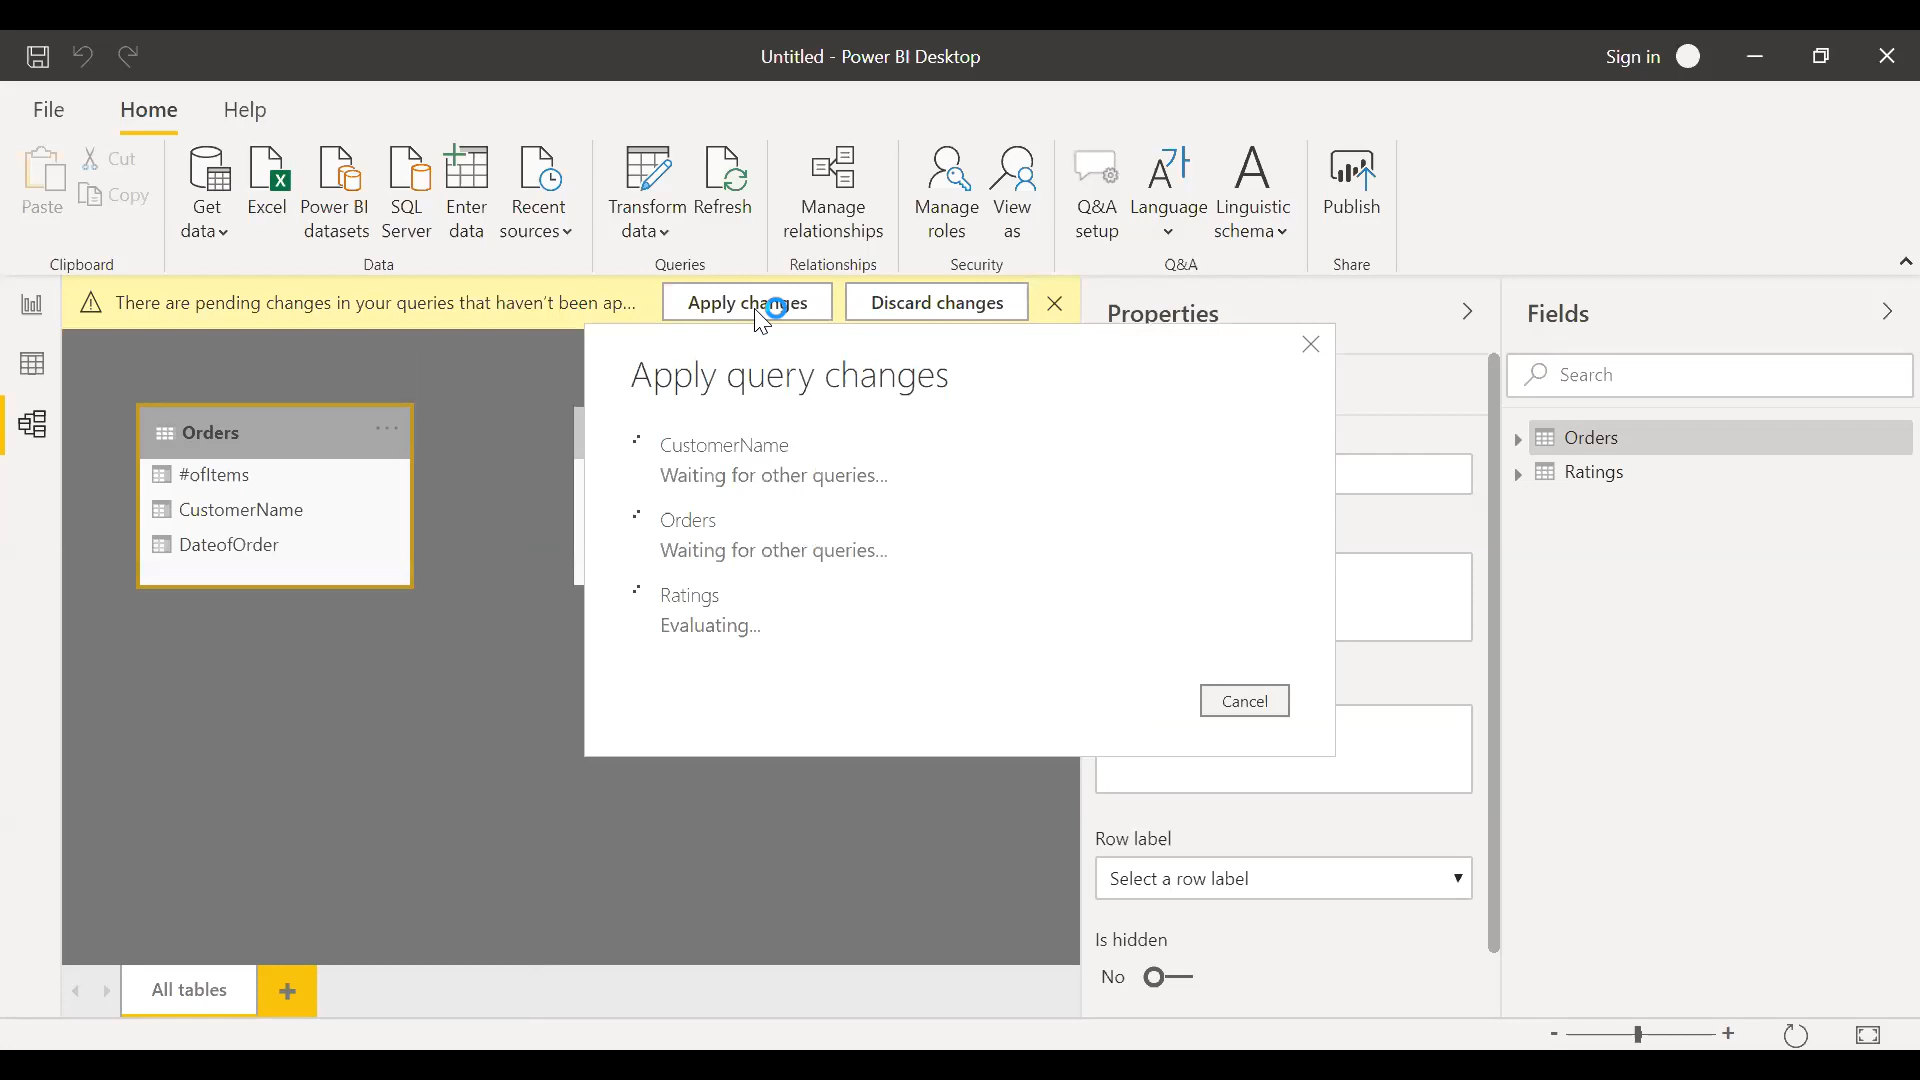 Untitled - Power BI Desktop
Sign in
File
Home
Help
Paste
Cut
Copy
Clipboard
Get
data
Excel
Power BI
datasets
SQL
Server
Enter
data
Recent
sources
Data
Transform
data
Refresh
Queries
Manage
relationships
Relationships
Manage
roles
View
as
Security
Q&A
setup
Language
Linguistic
schema
Q&A
Publish
Share
There are pending changes in your queries that haven't been ap...
Apply changes
Discard changes
Properties
Fields
Search
Orders
Ratings
Orders
#ofItems
CustomerName
DateofOrder
Apply query changes
CustomerName
Waiting for other queries...
Orders
Waiting for other queries...
Ratings
Evaluating...
Cancel
Row label
Select a row label
Is hidden
No
All tables